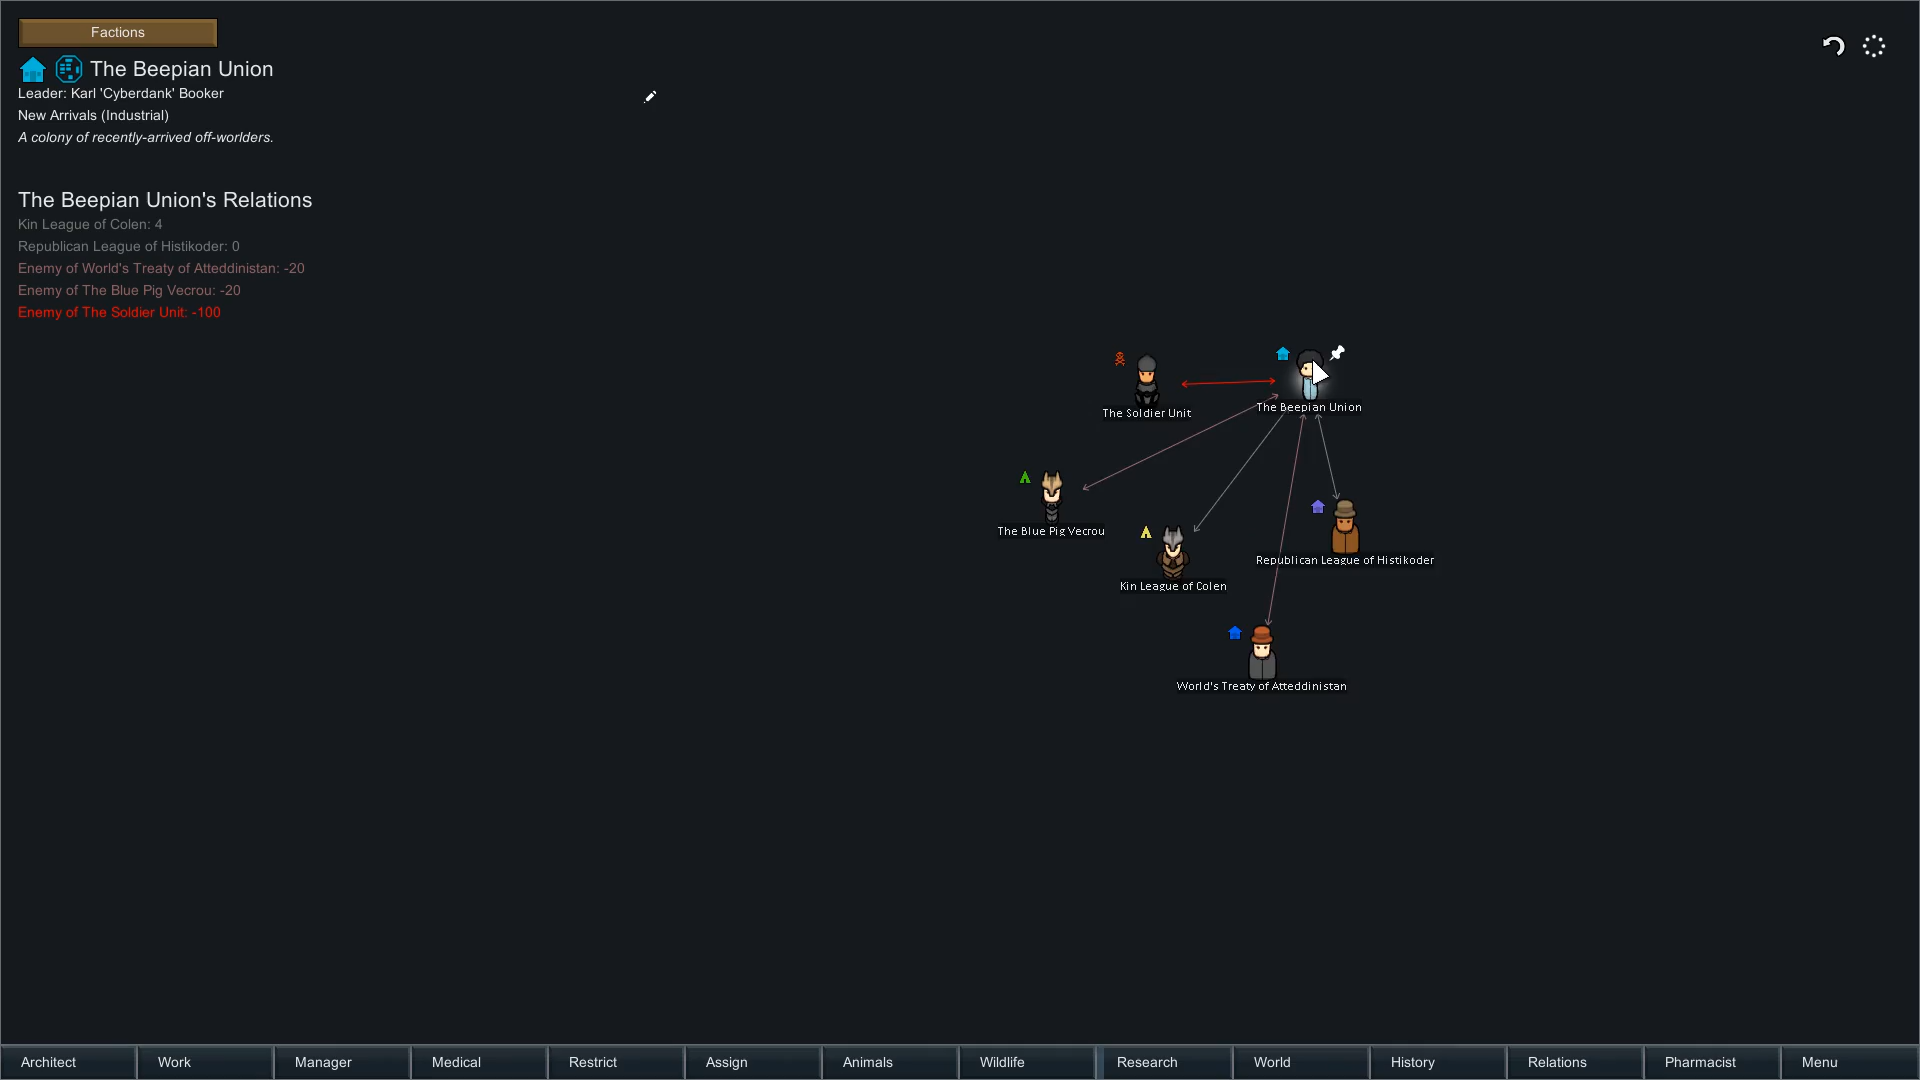 Factions
The Beepian Union
Leader: Karl 'Cyberdank' Booker
New Arrivals (Industrial)
A colony of recently-arrived off-worlders.
The Beepian Union's Relations
Kin League of Colen: 4
Republican League of Histikoder: 0
Enemy of World's Treaty of Atteddinistan: -20
Enemy of The Blue Pig Vecrou: -20
Enemy of The Soldier Unit: -100
The Soldier Unit
The Beepian Union
The Blue Pig Vecrou
Kin League of Colen
Republican League of Histikoder
World's Treaty of Atteddinistan
Architect
Work
Manager
Medical
Restrict
Assign
Animals
Wildlife
Research
World
History
Relations
Pharmacist
Menu